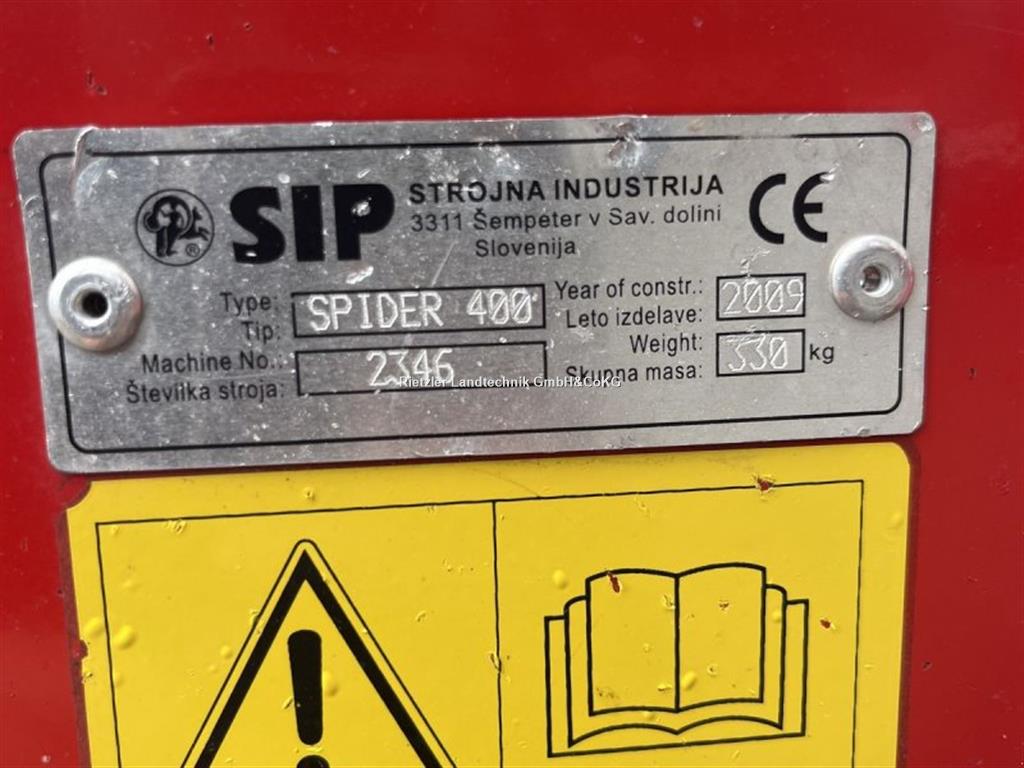 SIP STROJNA INDUSTRIJA CE
3311 Šempeter v Sav. dolini
Slovenija
®
Type: SPIDER 400 Year of constr.: 2009
Tip: Leto izdelave:
Machine No.: 2346 Weight: 330 kg
Številka stroja: Skupna masa:
Rietzler Landtechnik GmbH&CoKG